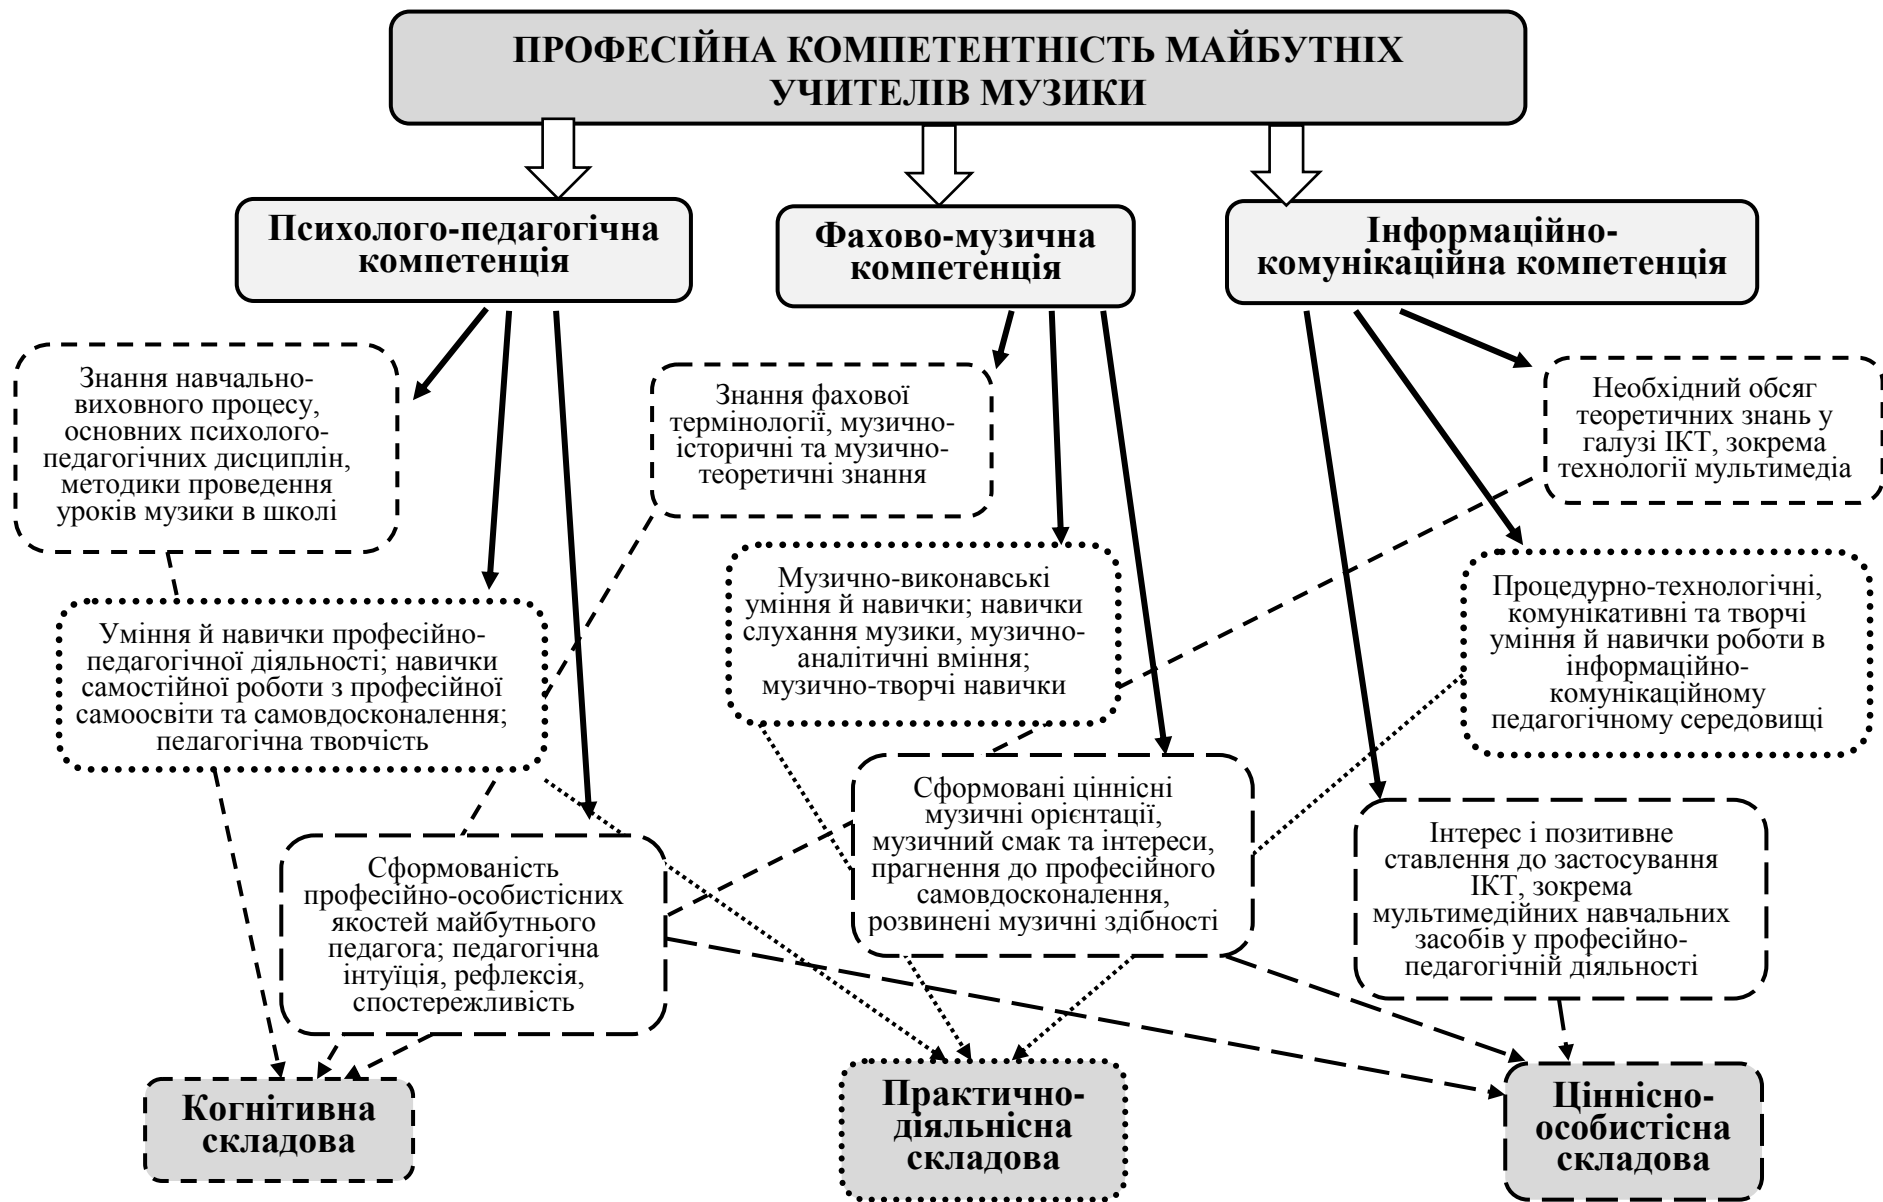 ПРОФЕСІЙНА КОМПЕТЕНТНІСТЬ МАЙБУТНІХ
УЧИТЕЛІВ МУЗИКИ
Психолого-педагогічна
компетенція
Фахово-музична
компетенція
Інформаційно-
комунікаційна компетенція
Знання навчально-
виховного процесу,
основних психолого-
педагогічних дисциплін,
методики проведення
уроків музики в школі
Знання фахової
термінології, музично-
історичні та музично-
теоретичні знання
Необхідний обсяг
теоретичних знань у
галузі ІКТ, зокрема
технології мультимедіа
Уміння й навички професійно-
педагогічної діяльності; навички
самостійної роботи з професійної
самоосвіти та самовдосконалення;
педагогічна творчість
Музично-виконавські
уміння й навички; навички
слухання музики, музично-
аналітичні вміння;
музично-творчі навички
Процедурно-технологічні,
комунікативні та творчі
уміння й навички роботи в
інформаційно-
комунікаційному
педагогічному середовищі
Сформованість
професійно-особистісних
якостей майбутнього
педагога; педагогічна
інтуїція, рефлексія,
спостережливість
Сформовані ціннісні
музичні орієнтації,
музичний смак та інтереси,
прагнення до професійного
самовдосконалення,
розвинені музичні здібності
Інтерес і позитивне
ставлення до застосування
ІКТ, зокрема
мультимедійних навчальних
засобів у професійно-
педагогічній діяльності
Когнітивна
складова
Практично-
діяльнісна
складова
Ціннісно-
особистісна
складова